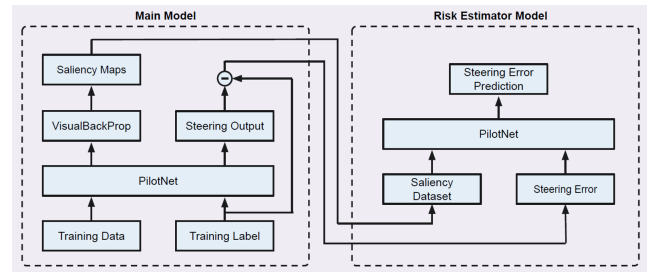 Main Model
Risk Estimator Model
Saliency Maps
VisualBackProp
Steering Output
PilotNet
Training Data
Training Label
Steering Error
Prediction
PilotNet
Saliency
Dataset
Steering Error